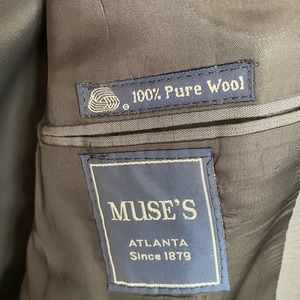 100% Pure Wool
MUSE'S
ATLANTA
Since 1879